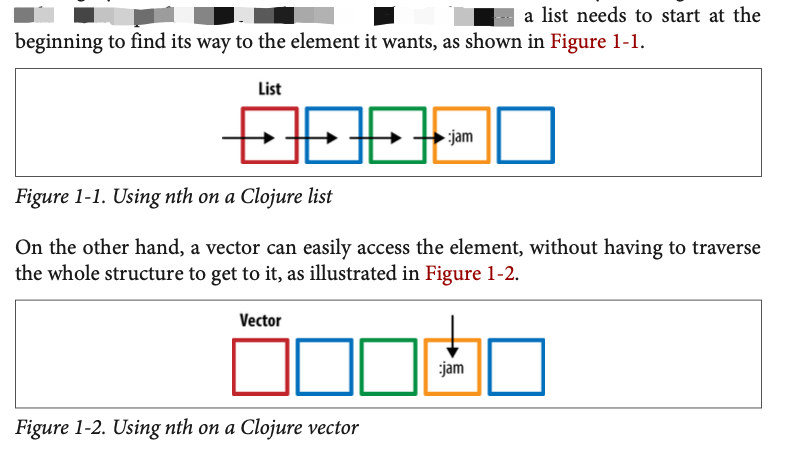 a list needs to start at the
beginning to find its way to the element it wants, as shown in Figure 1-1.
List
:jam
Figure 1-1. Using nth on a Clojure list
On the other hand, a vector can easily access the element, without having to traverse
the whole structure to get to it, as illustrated in Figure 1-2.
Vector
:jam
Figure 1-2. Using nth on a Clojure vector